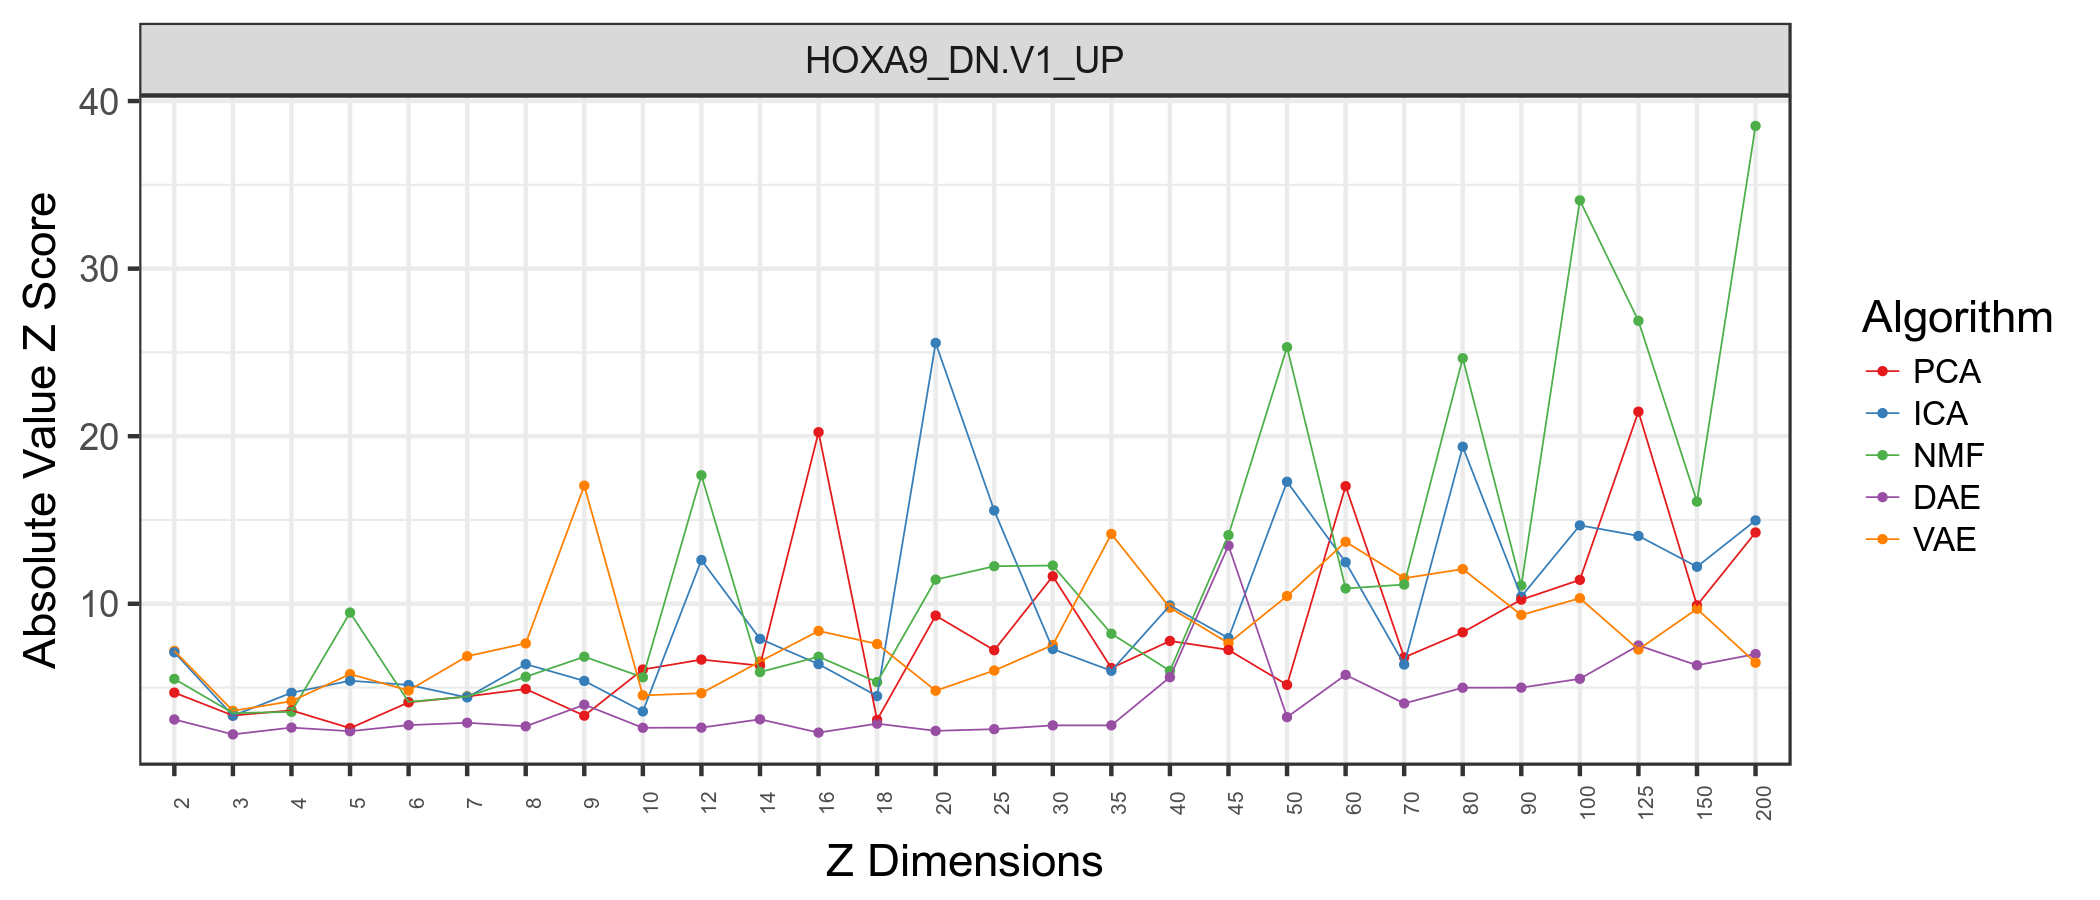 HOXA9_DN.V1_UP
Absolute Value Z Score
40
30
20
10
2 3 4 5 6 7 8 9 10 12 14 16 18 20 25 30 35 40 45 50 60 70 80 90 100 125 150 200
Z Dimensions
Algorithm
PCA
ICA
NMF
DAE
VAE